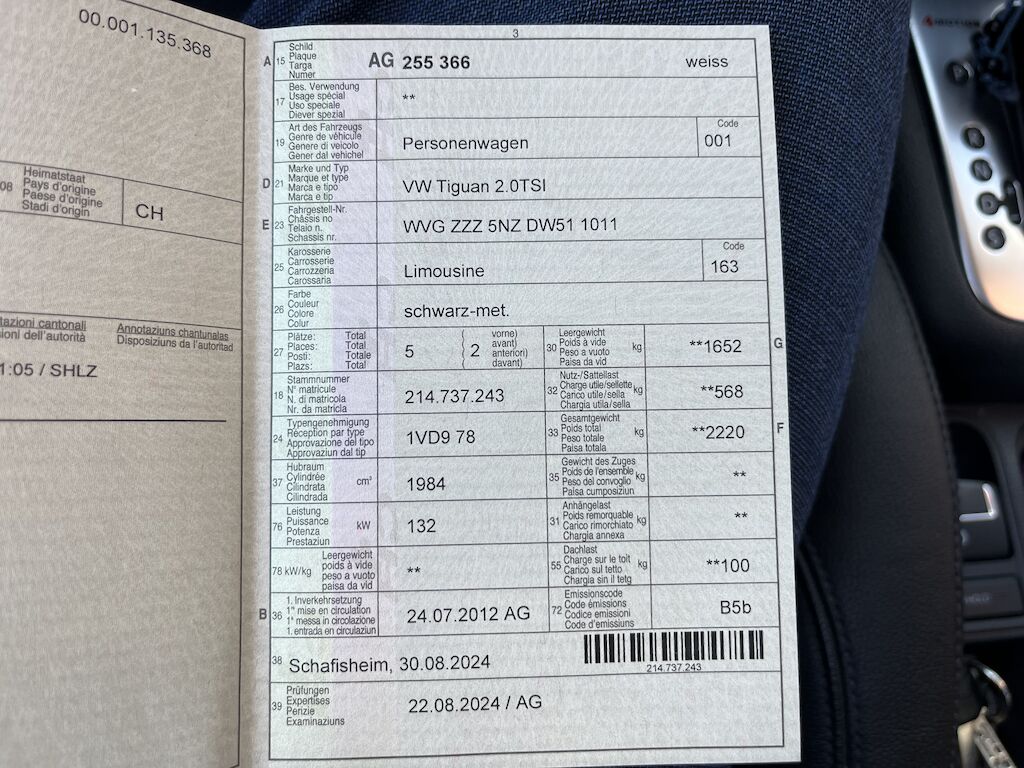 00.001.135.368
08 Heimatstaat
Pays d'origine
Paese d'origine
Stadi d'origin
CH
tazioni cantonali
ioni dell'autorità
Annotaziuns chantunalas
Disposiziuns da l'autoritad
1:05 / SHLZ
3
A 15 Schild
Plaque
Targa
Numer
AG 255 366 weiss
17 Bes. Verwendung
Usage spécial
Uso speciale
Diever spezial
**
19 Art des Fahrzeugs
Genre de véhicule
Genere di veicolo
Gener dal vehichel
Personenwagen
Code
001
D 21 Marke und Typ
Marque et type
Marca e tipo
Marca e tip
VW Tiguan 2.0TSI
E 23 Fahrgestell-Nr.
Châssis no
Telaio n.
Schassis nr.
WVG ZZZ 5NZ DW51 1011
25 Karosserie
Carrosserie
Carrozzeria
Carossaria
Limousine
Code
163
26 Farbe
Couleur
Colore
Colur
schwarz-met.
27 Plätze: Total
Places: Total
Posti: Totale
Plazs: Total
5 ( 2 vorne)
avant)
anteriori)
davant)
30 Leergewicht
Poids à vide
Peso a vuoto
Paisa da vid
kg
**1652 G
18 Stammnummer
N° matricule
N. di matricola
Nr. da matricla
214.737.243
32 Nutz-/Sattellast
Charge utile/sellette
Carico utile/sella
Chargia utila/sella
kg
**568
24 Typengenehmigung
Réception par type
Approvazione del tipo
Approvaziun dal tip
1VD9 78
33 Gesamtgewicht
Poids total
Peso totale
Paisa totala
kg
**2220 F
37 Hubraum
Cylindrée
Cilindrata
Cilindrada
cm³
1984
35 Gewicht des Zuges
Poids de l'ensemble
Peso del convoglio
Paisa cumposiziun
kg
**
76 Leistung
Puissance
Potenza
Prestaziun
kW
132
31 Anhängelast
Poids remorquable
Carico rimorchiato
Chargia annexa
kg
**
78 kW/kg Leergewicht
poids à vide
peso a vuoto
paisa da vid
**
55 Dachlast
Charge sur le toit
Carico sul tetto
Chargia sin il tetg
kg
**100
B 36 1. Inverkehrsetzung
1re mise en circulation
1a messa in circolazione
1. entrada en circulaziun
24.07.2012 AG
72 Emissionscode
Code émissions
Codice emissioni
Code d'emissiuns
B5b
38 Schafisheim, 30.08.2024
214.737.243
39 Prüfungen
Expertises
Perizie
Examinaziuns
22.08.2024 / AG